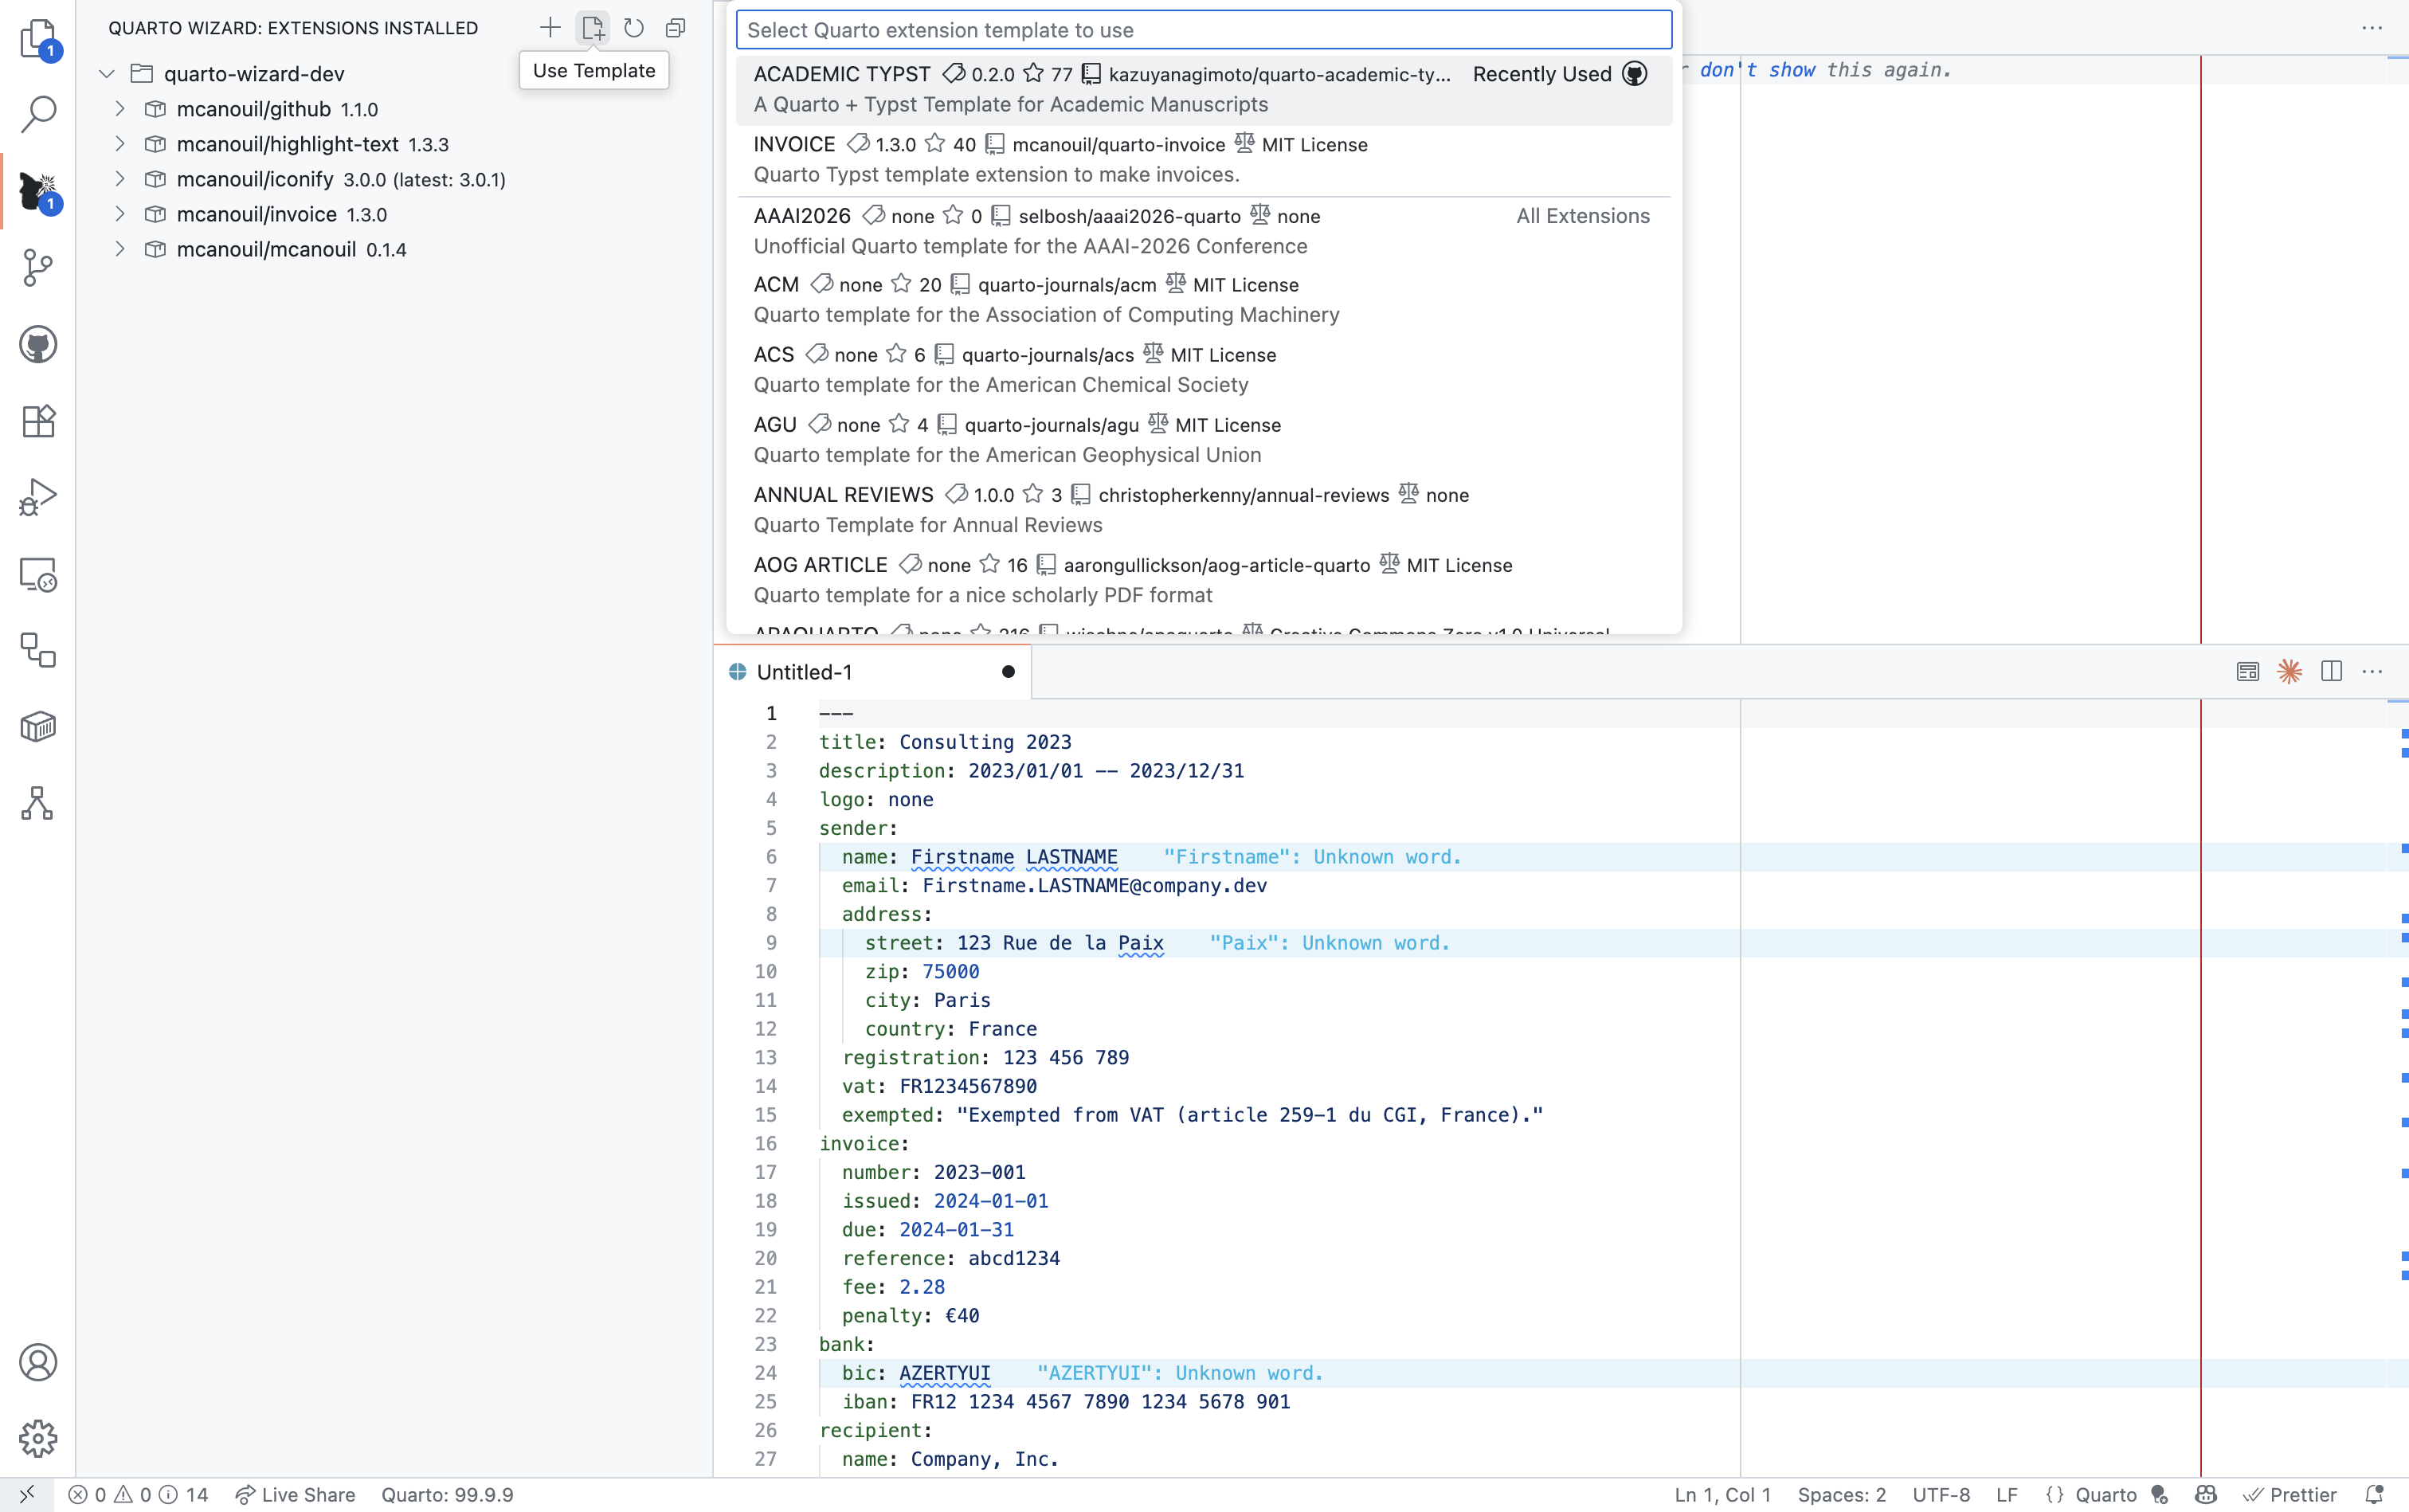 QUARTO WIZARD: EXTENSIONS INSTALLED
Use Template
quarto-wizard-dev
mcanouil/github 1.1.0
mcanouil/highlight-text 1.3.3
mcanouil/iconify 3.0.0 (latest: 3.0.1)
mcanouil/invoice 1.3.0
mcanouil/mcanouil 0.1.4
1
1
Select Quarto extension template to use
ACADEMIC TYPST 0.2.0 77 kazuyanagimoto/quarto-academic-ty... Recently Used
A Quarto + Typst Template for Academic Manuscripts
INVOICE 1.3.0 40 mcanouil/quarto-invoice MIT License
Quarto Typst template extension to make invoices.
AAAI2026 none 0 selbosh/aaai2026-quarto none All Extensions
Unofficial Quarto template for the AAAI-2026 Conference
ACM none 20 quarto-journals/acm MIT License
Quarto template for the Association of Computing Machinery
ACS none 6 quarto-journals/acs MIT License
Quarto template for the American Chemical Society
AGU none 4 quarto-journals/agu MIT License
Quarto template for the American Geophysical Union
ANNUAL REVIEWS 1.0.0 3 christopherkenny/annual-reviews none
Quarto Template for Annual Reviews
AOG ARTICLE none 16 aarongullickson/aog-article-quarto MIT License
Quarto template for a nice scholarly PDF format
APAQUARTO none 216 wjschne/apaquarto Creative Commons Zero v1.0 Universal
don't show this again.
Untitled-1
1 ---
2 title: Consulting 2023
3 description: 2023/01/01 -- 2023/12/31
4 logo: none
5 sender:
6 name: Firstname LASTNAME "Firstname": Unknown word.
7 email: Firstname.LASTNAME@company.dev
8 address:
9 street: 123 Rue de la Paix "Paix": Unknown word.
10 zip: 75000
11 city: Paris
12 country: France
13 registration: 123 456 789
14 vat: FR1234567890
15 exempted: "Exempted from VAT (article 259-1 du CGI, France)."
16 invoice:
17 number: 2023-001
18 issued: 2024-01-01
19 due: 2024-01-31
20 reference: abcd1234
21 fee: 2.28
22 penalty: €40
23 bank:
24 bic: AZERTYUI "AZERTYUI": Unknown word.
25 iban: FR12 1234 4567 7890 1234 5678 901
26 recipient:
27 name: Company, Inc.
0 0 14 Live Share Quarto: 99.9.9 Ln 1, Col 1 Spaces: 2 UTF-8 LF {} Quarto Prettier